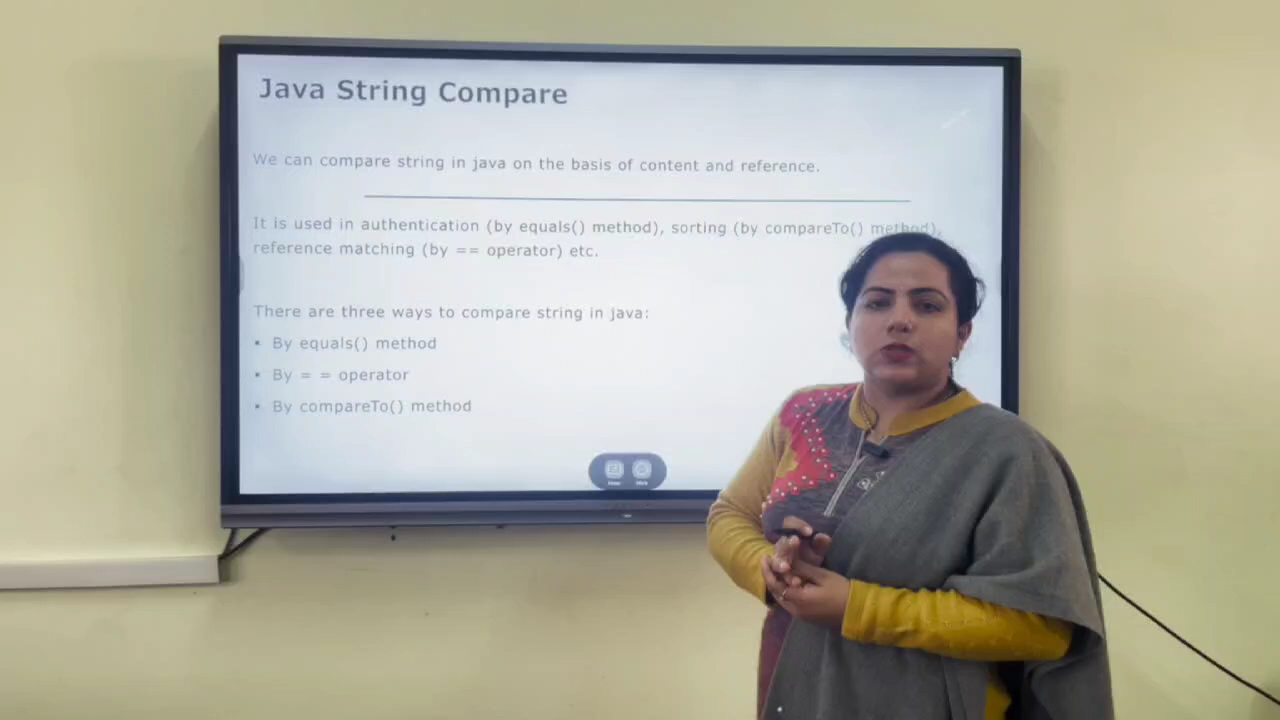 Java String Compare
We can compare string in java on the basis of content and reference.
It is used in authentication (by equals() method), sorting (by compareTo() method),
reference matching (by == operator) etc.
There are three ways to compare string in java:
▪ By equals() method
▪ By = = operator
▪ By compareTo() method